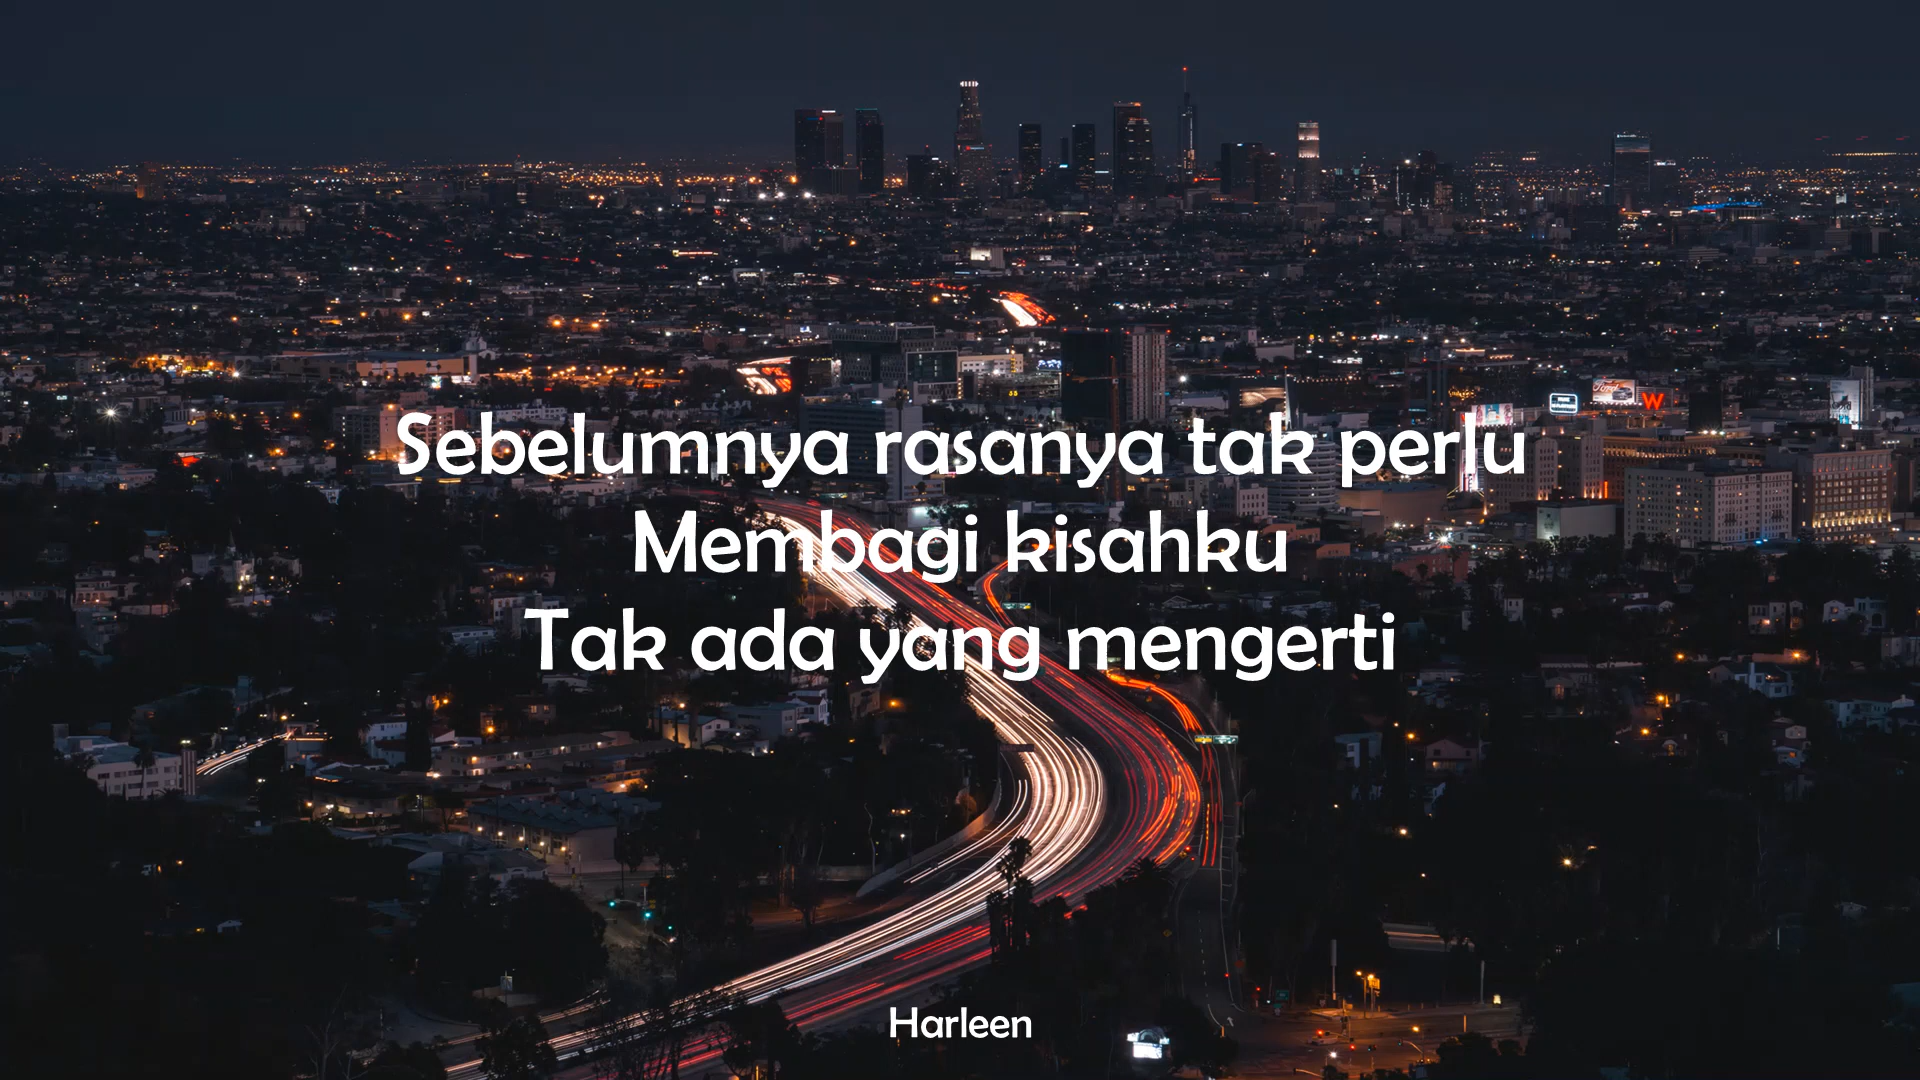 Sebelumnya rasanya tak perlu
Membagi kisahku
Tak ada yang mengerti
Harleen
W